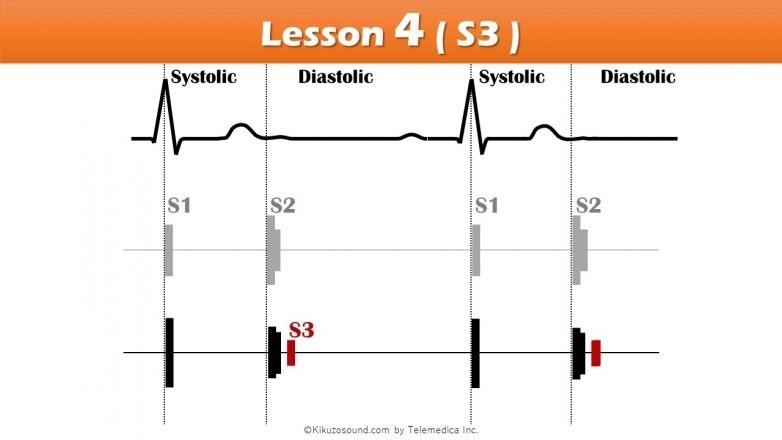 Lesson 4 ( S3 )
Systolic Diastolic Systolic Diastolic
S1 S2 S1 S2
S3
©Kikuzosound.com by Telemedica Inc.